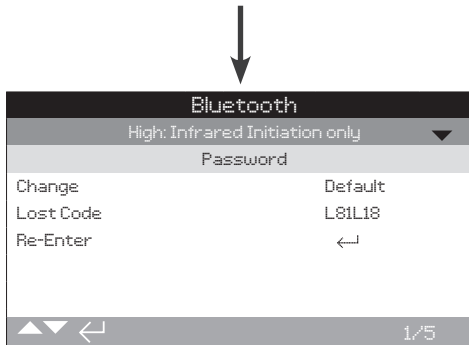 Bluetooth
High: Infrared Initiation only
Password
Change Default
Lost Code L81L18
Re-Enter
1/5